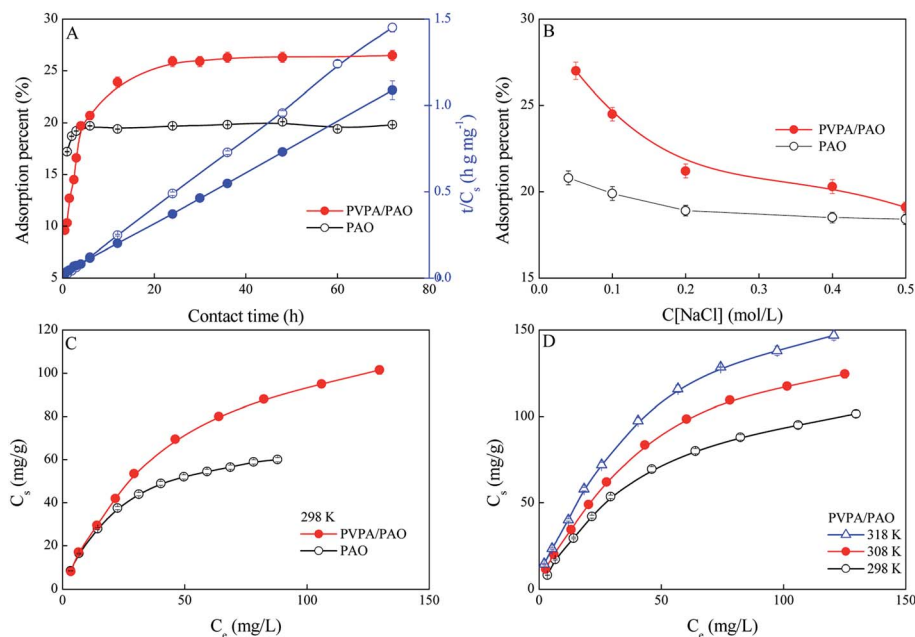 A
Adsorption percent (%)
30
25
20
15
10
5
0
20
40
60
80
Contact time (h)
1.5
1.0
0.5
0.0
t/Cs (h g mg⁻¹)
PVPA/PAO
PAO
B
Adsorption percent (%)
30
25
20
15
0.0
0.1
0.2
0.3
0.4
0.5
C[NaCl] (mol/L)
PVPA/PAO
PAO
C
Cs (mg/g)
120
100
80
60
40
20
0
0
50
100
150
298 K
PVPA/PAO
PAO
Ce (mg/L)
D
Cs (mg/g)
150
100
50
0
0
50
100
150
PVPA/PAO
318 K
308 K
298 K
Ce (mg/L)